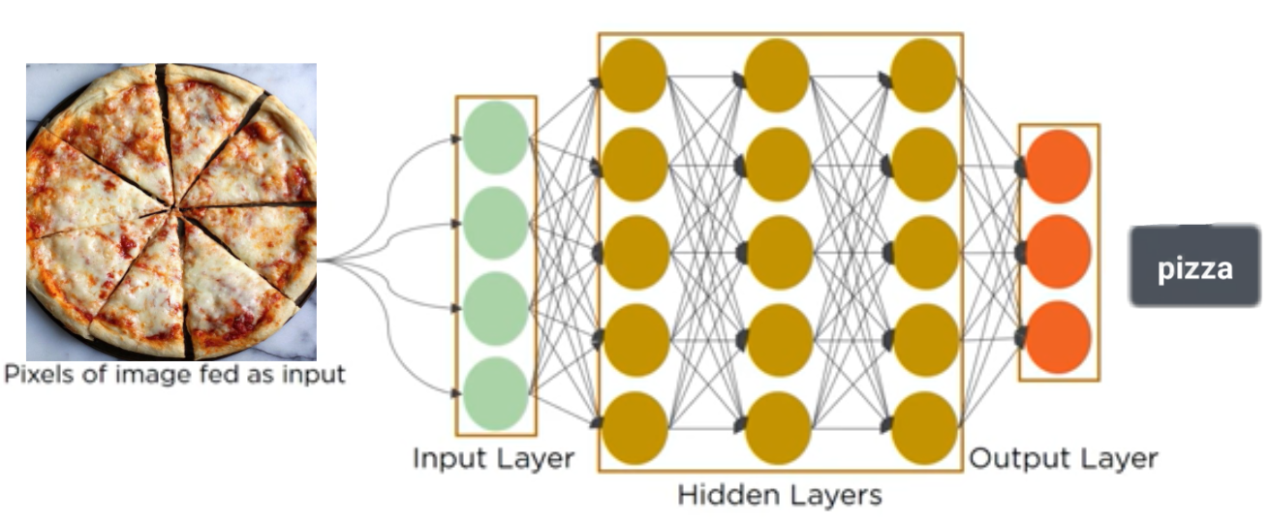 pizza
Pixels of image fed as input
Input Layer
Output Layer
Hidden Layers